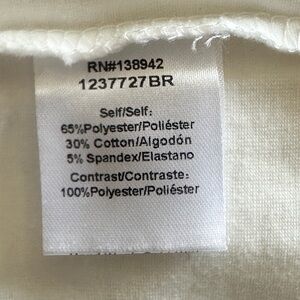 RN#138942
1237727BR
Self/Self:
65%Polyester/Poliéster
30% Cotton/Algodón
5% Spandex/Elastano
Contrast/Contraste:
100%Polyester/Poliéster